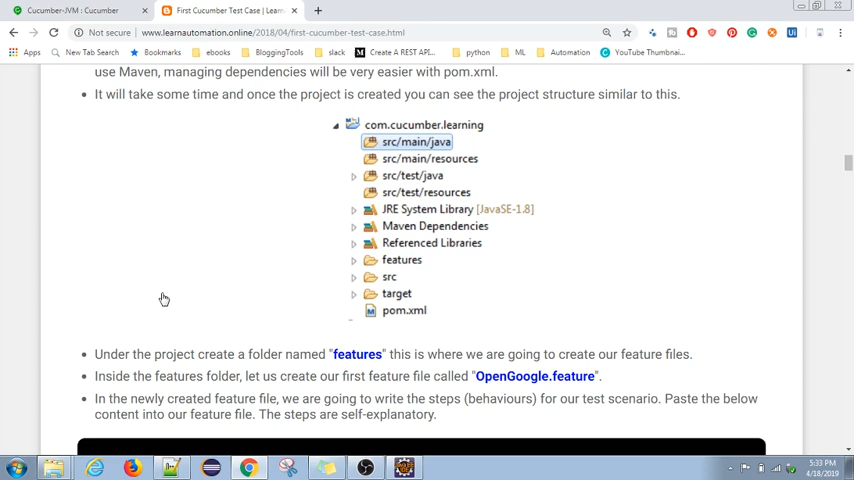 Cucumber-JVM : Cucumber
First Cucumber Test Case | Learn
Not secure | www.learnautomation.online/2018/04/first-cucumber-test-case.html
Apps New Tab Search Bookmarks ebooks BloggingTools slack Create A REST API... python ML Automation YouTube Thumbnai...
use Maven, managing dependencies will be very easier with pom.xml.
It will take some time and once the project is created you can see the project structure similar to this.
com.cucumber.learning
src/main/java
src/main/resources
src/test/java
src/test/resources
JRE System Library [JavaSE-1.8]
Maven Dependencies
Referenced Libraries
features
src
target
pom.xml
Under the project create a folder named "features" this is where we are going to create our feature files.
Inside the features folder, let us create our first feature file called "OpenGoogle.feature".
In the newly created feature file, we are going to write the steps (behaviours) for our test scenario. Paste the below
content into our feature file. The steps are self-explanatory.
5:33 PM
4/18/2019